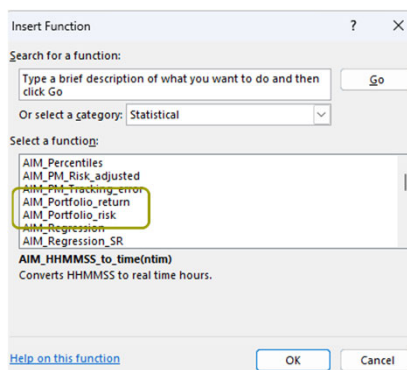 Insert Function ? ×
Search for a function:
Type a brief description of what you want to do and then
click Go
Go
Or select a category: Statistical
Select a function:
AIM_Percentiles
AIM_PM_Risk_adjusted
AIM_PM_Tracking_error
AIM_Portfolio_return
AIM_Portfolio_risk
AIM_Regression
AIM_Regression_SR
AIM_HHMMSS_to_time(ntim)
Converts HHMMSS to real time hours.
Help on this function
OK
Cancel